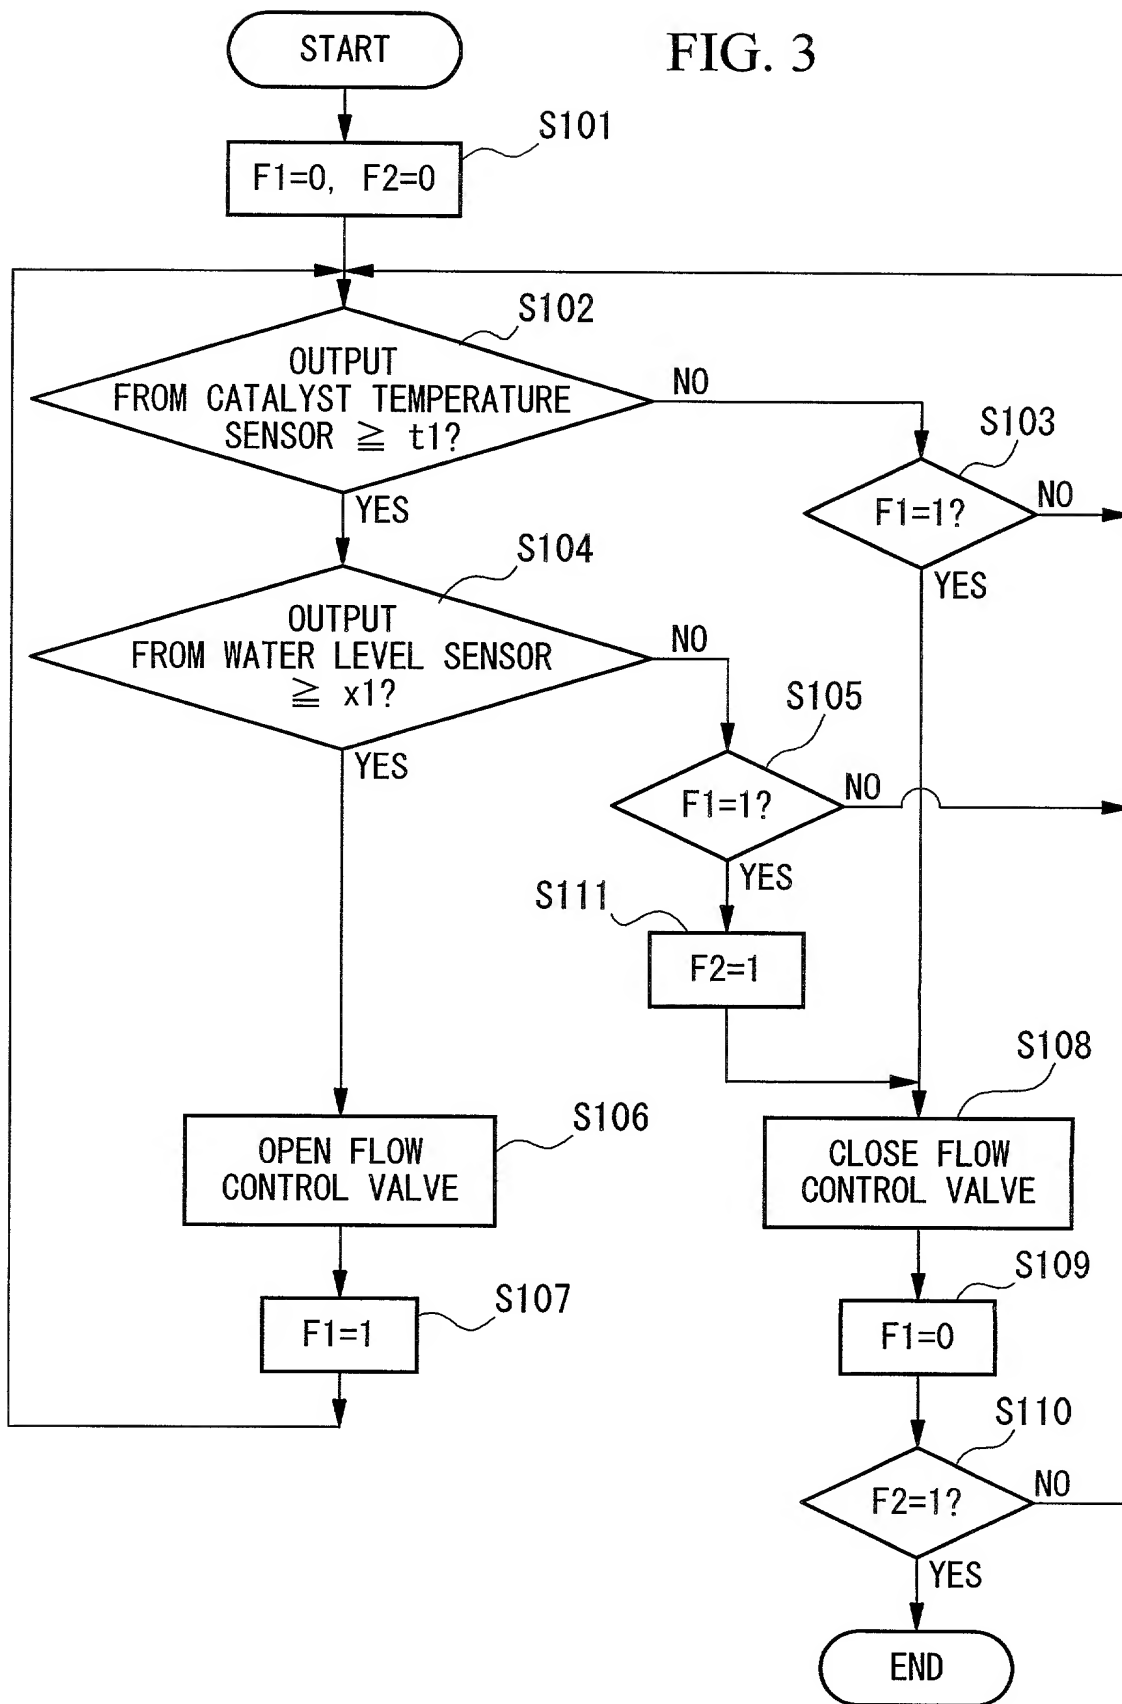 START
FIG. 3
S101
F1=0, F2=0
S102
OUTPUT
FROM CATALYST TEMPERATURE
SENSOR ≧ t1?
NO
YES
S103
F1=1?
NO
YES
S104
OUTPUT
FROM WATER LEVEL SENSOR
≧ x1?
NO
YES
S105
F1=1?
NO
YES
S111
F2=1
S106
OPEN FLOW
CONTROL VALVE
S108
CLOSE FLOW
CONTROL VALVE
S107
F1=1
S109
F1=0
S110
F2=1?
NO
YES
END